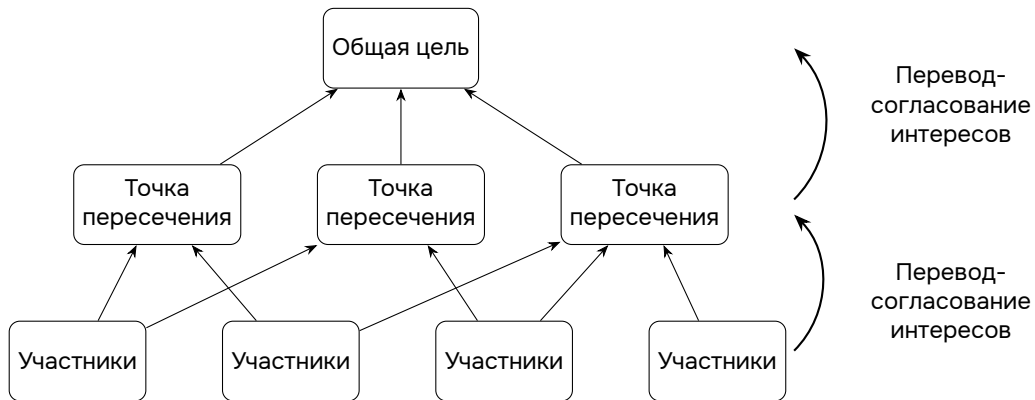 Общая цель
Перевод-
согласование
интересов
Точка
пересечения
Точка
пересечения
Точка
пересечения
Перевод-
согласование
интересов
Участники
Участники
Участники
Участники